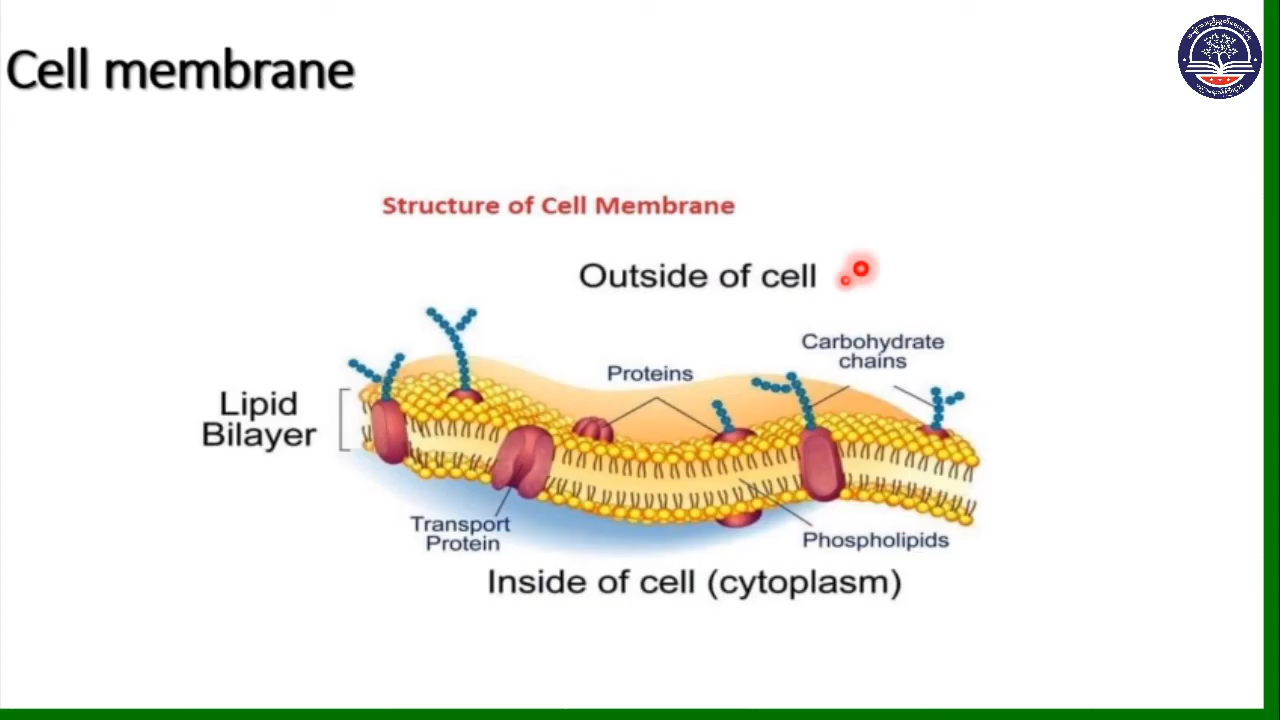 Cell membrane
Structure of Cell Membrane
Outside of cell
Carbohydrate
chains
Proteins
Lipid
Bilayer
Transport
Protein
Phospholipids
Inside of cell (cytoplasm)